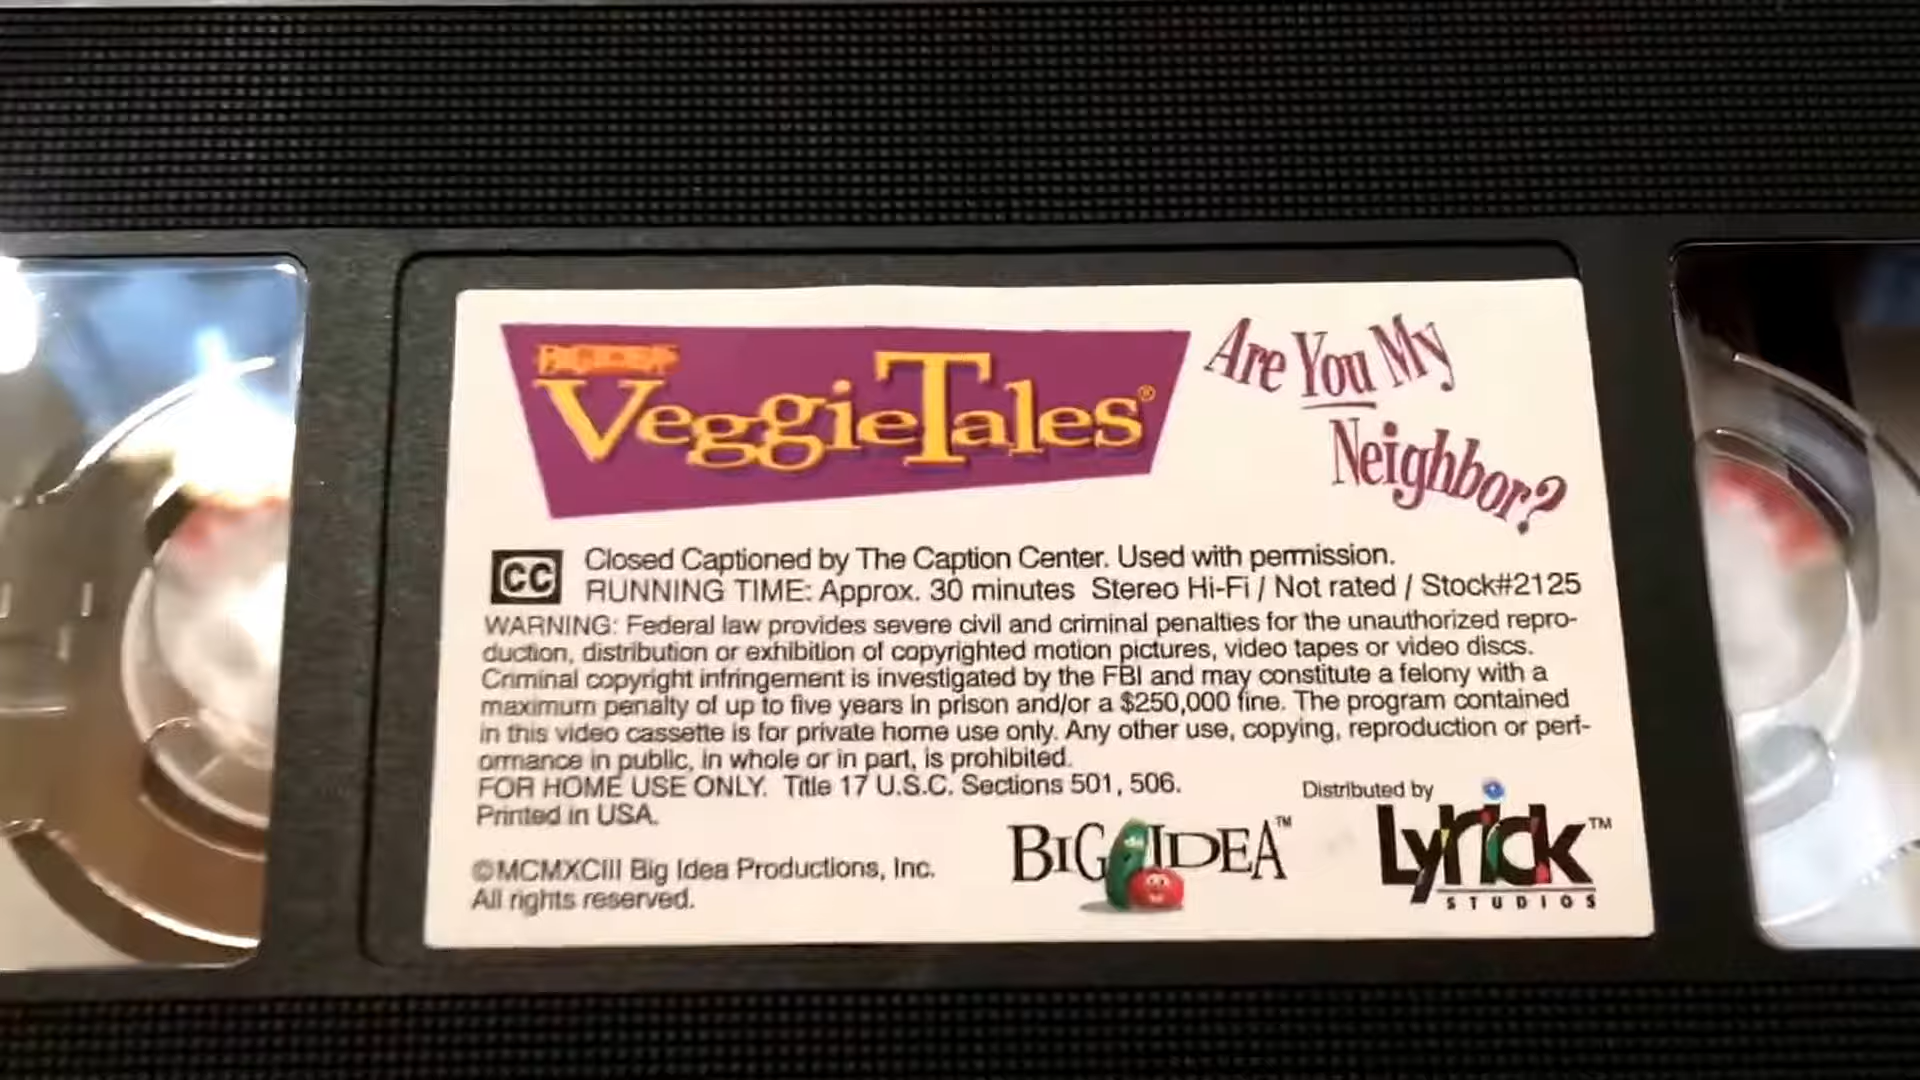 BIG IDEA'S
VeggieTales®
Are You My
Neighbor?
CC
Closed Captioned by The Caption Center. Used with permission.
RUNNING TIME: Approx. 30 minutes Stereo Hi-Fi / Not rated / Stock#2125
WARNING: Federal law provides severe civil and criminal penalties for the unauthorized repro-
duction, distribution or exhibition of copyrighted motion pictures, video tapes or video discs.
Criminal copyright infringement is investigated by the FBI and may constitute a felony with a
maximum penalty of up to five years in prison and/or a $250,000 fine. The program contained
in this video cassette is for private home use only. Any other use, copying, reproduction or perf-
ormance in public, in whole or in part, is prohibited.
FOR HOME USE ONLY. Title 17 U.S.C. Sections 501, 506.
Printed in USA.
©MCMXCIII Big Idea Productions, Inc.
All rights reserved.
BIG IDEA™
Distributed by
Lyrick™
STUDIOS